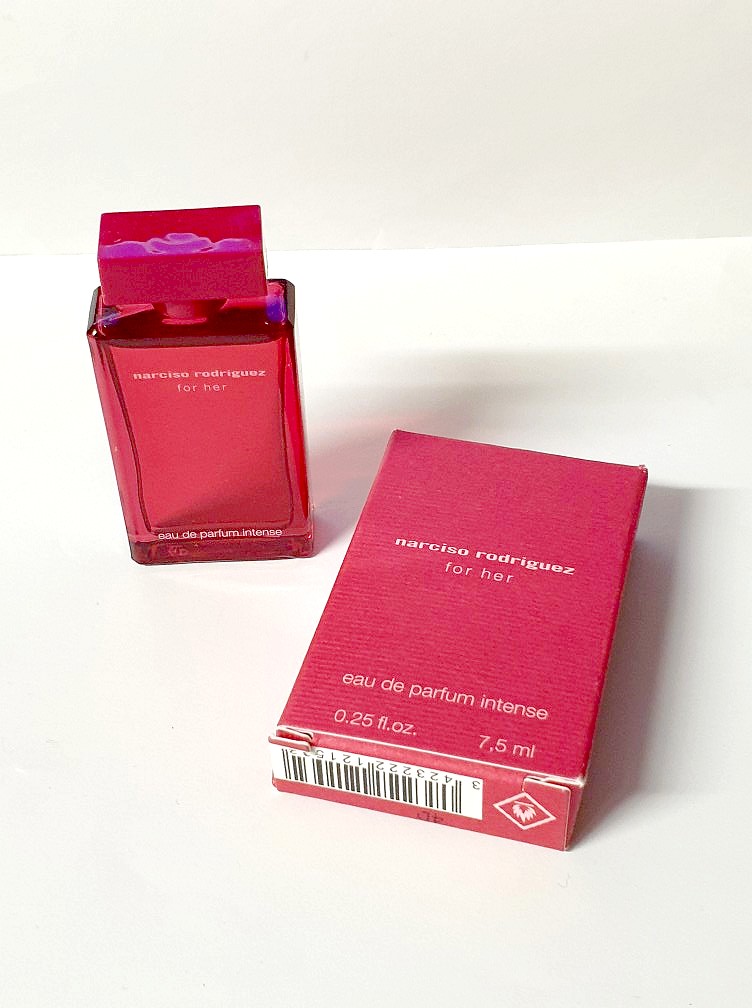 narciso rodriguez
for her
eau de parfum intense
narciso rodriguez
for her
eau de parfum intense
0.25 fl.oz.
7,5 ml